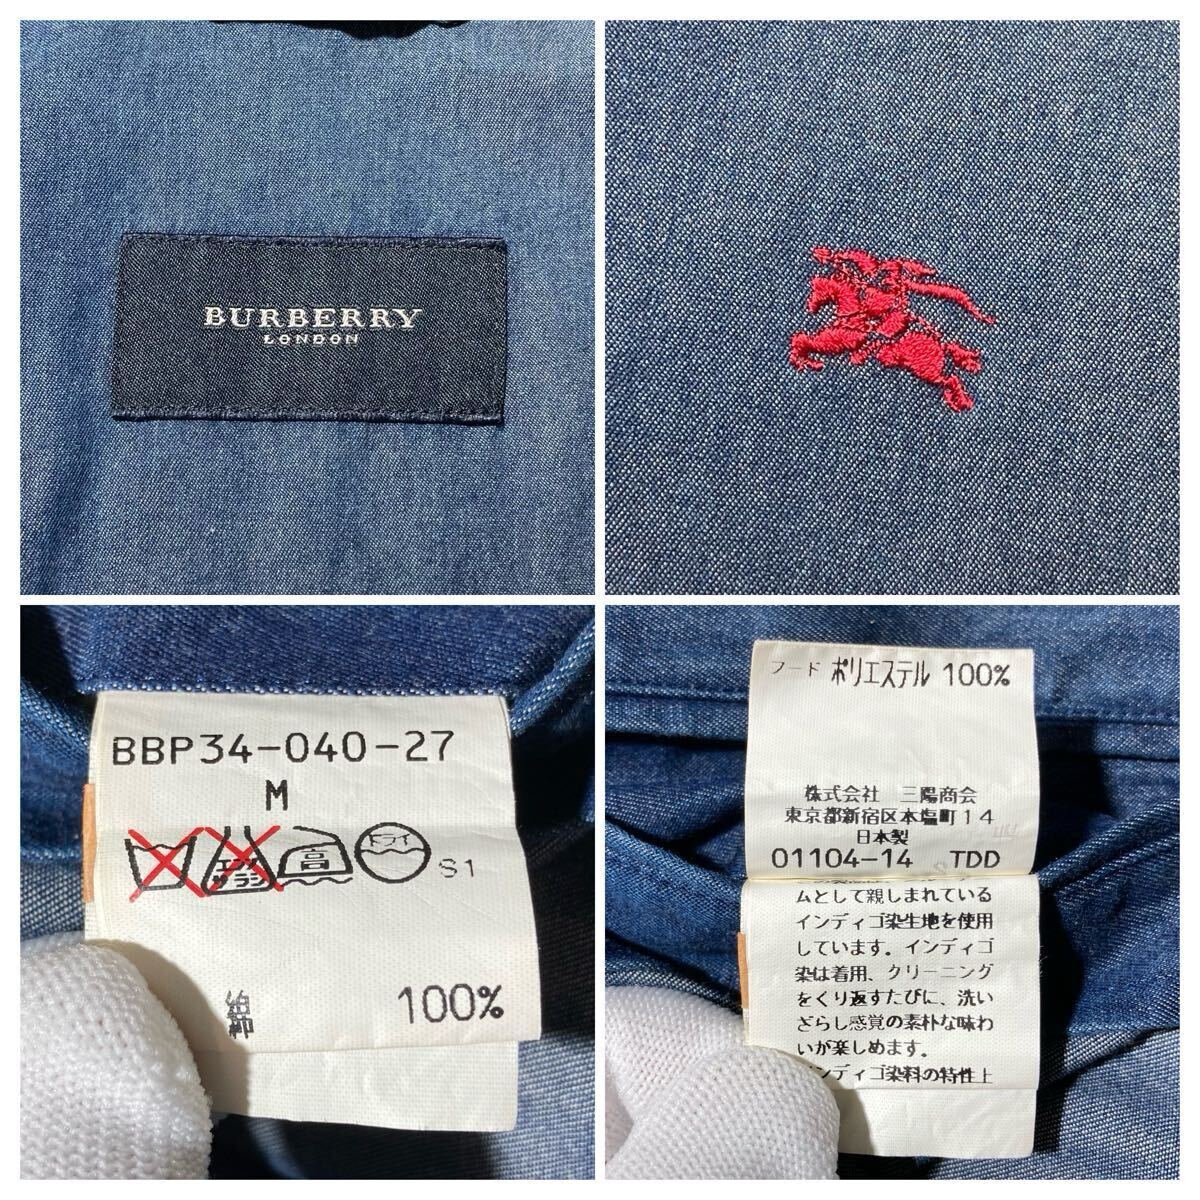 BURBERRY
LONDON
BBP34-040-27
M
エンソ
サラシ
高
ドライ
S1
綿 100%
フード ポリエステル 100%
株式会社 三陽商会
東京都新宿区本塩町14
日本製
01104-14 TDD
ムとして親しまれている
インディゴ染生地を使用
しています。インディゴ
染は着用、クリーニング
をくり返すたびに、洗い
ざらし感覚の素朴な味わ
いが楽しめます。
インディゴ染料の特性上